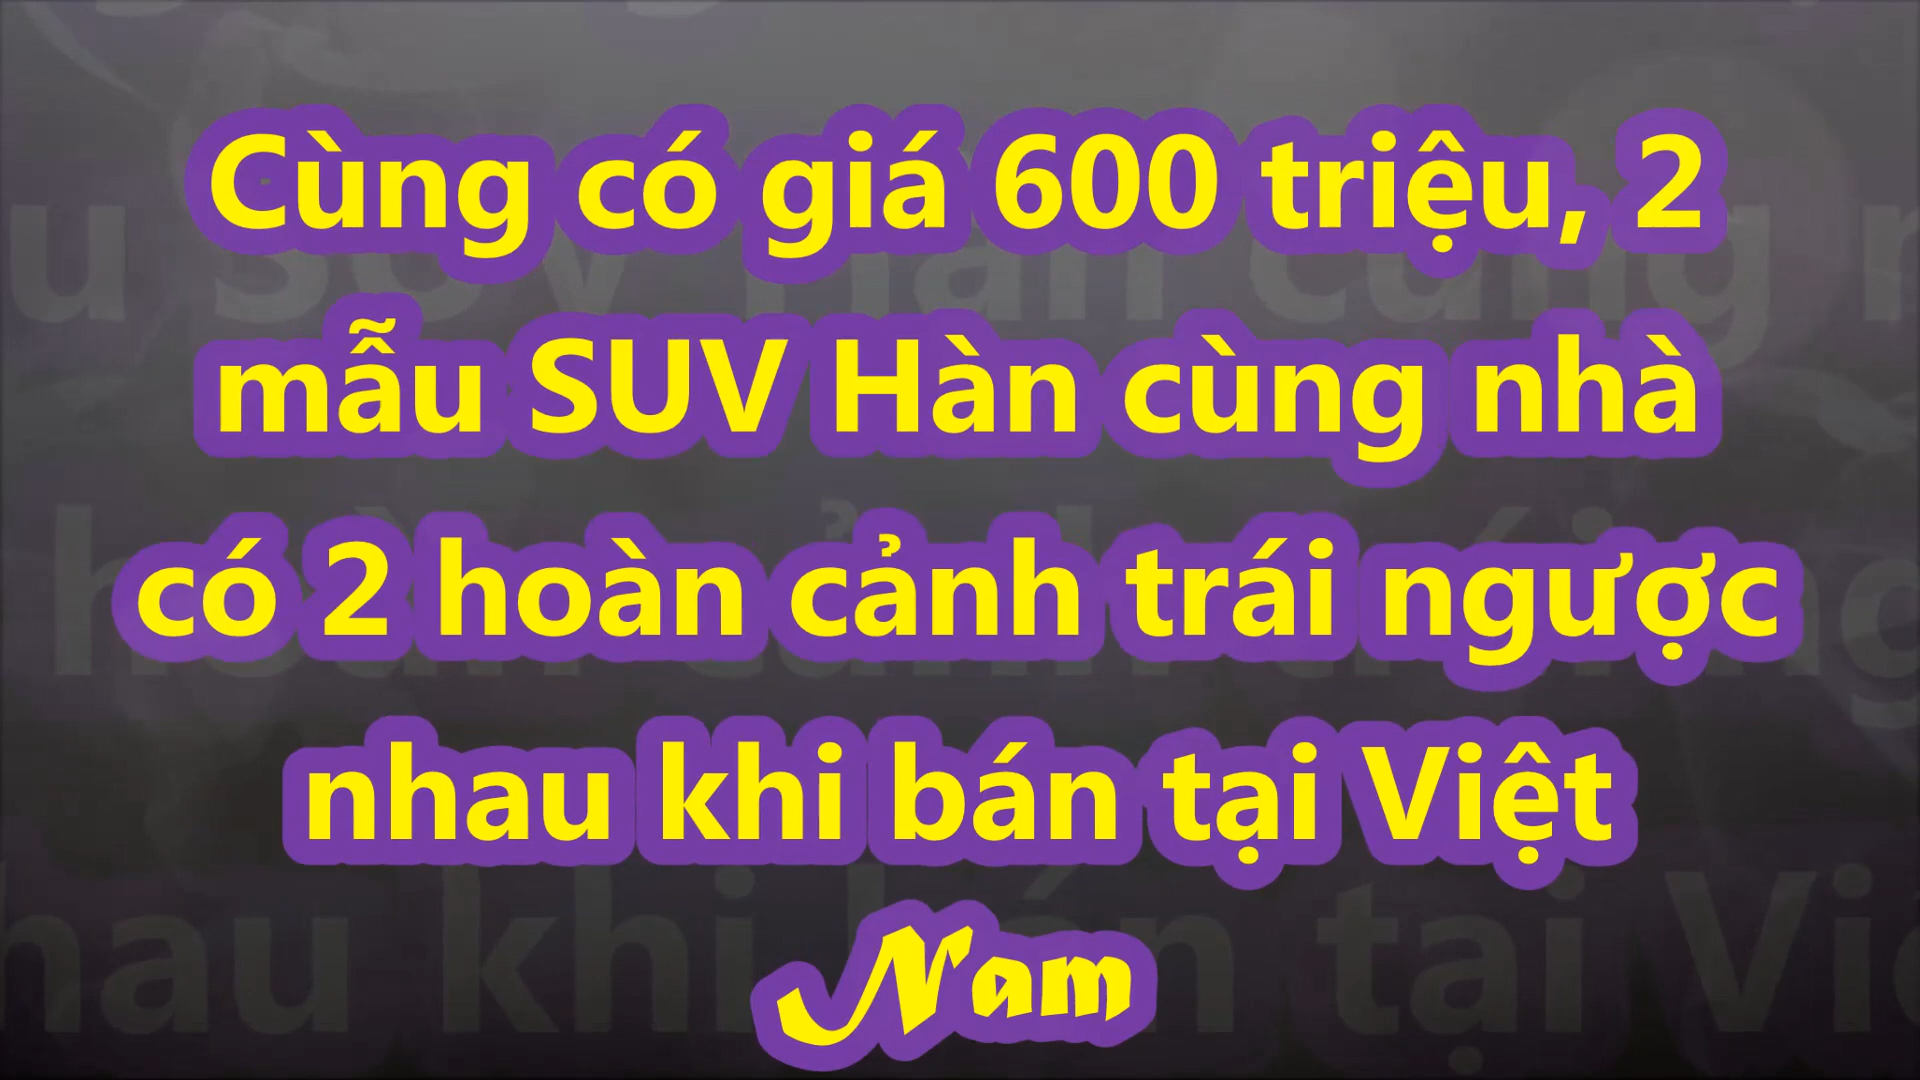 Cùng có giá 600 triệu, 2
mẫu SUV Hàn cùng nhà
có 2 hoàn cảnh trái ngược
nhau khi bán tại Việt
Nam